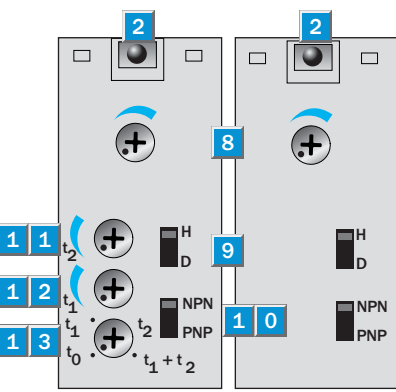 2 2
8
1 1 t2 H H
9
D D
1 2 t1
NPN 1 0 NPN
t1 t2 PNP PNP
1 3
t0 t1 + t2